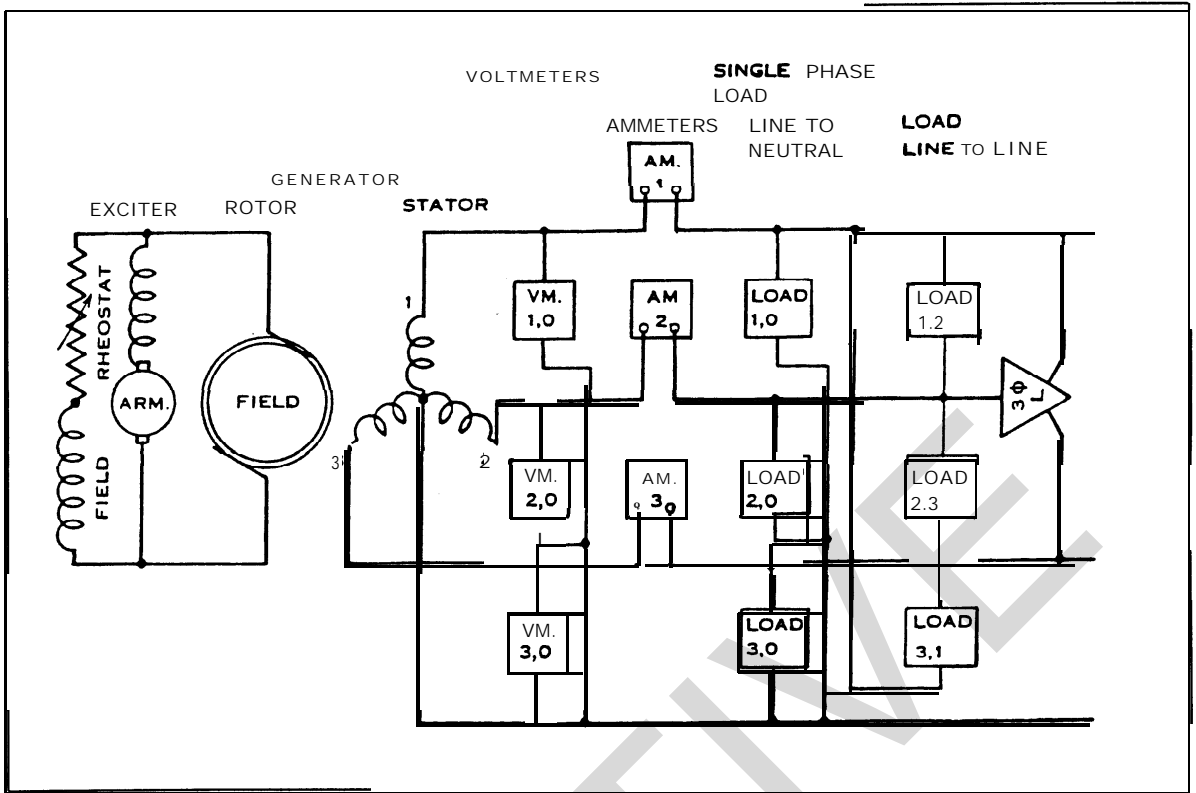 VOLTMETERS
SINGLE PHASE
LOAD
AMMETERS
LINE TO
NEUTRAL
LOAD
LINE TO LINE
GENERATOR
EXCITER
ROTOR
STATOR
AM.
1
RHEOSTAT
FIELD
ARM.
FIELD
1
2
3
VM.
1,0
AM
2
LOAD
1,0
LOAD
1.2
3φ
L
VM.
2,0
AM.
3
LOAD
2,0
LOAD
2.3
VM.
3,0
LOAD
3,0
LOAD
3,1
TIVE